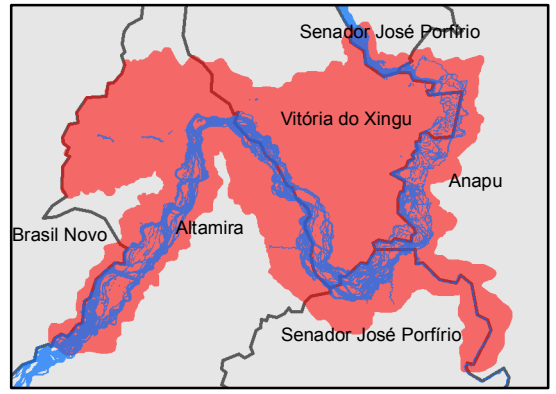 Senador José Porfírio
Vitória do Xingu
Anapu
Altamira
Brasil Novo
Senador José Porfírio